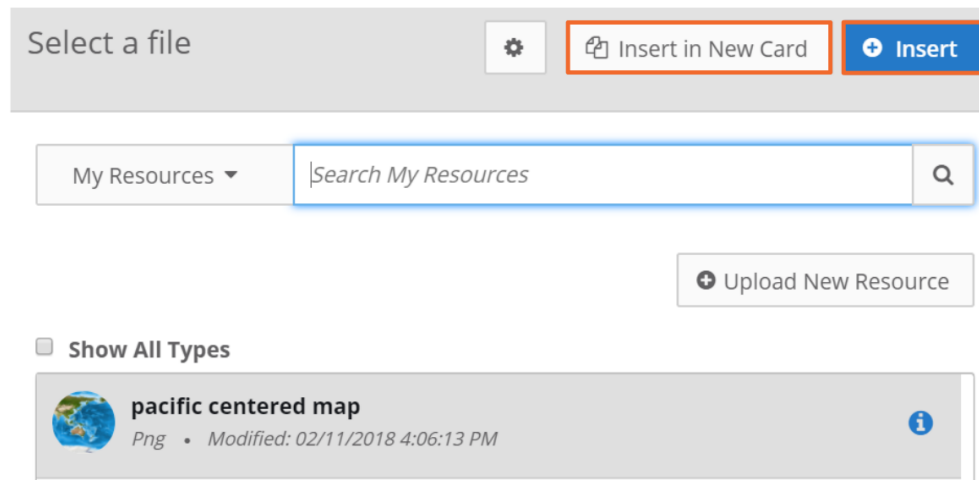 Select a file
Insert in New Card
Insert
My Resources
Search My Resources
Upload New Resource
Show All Types
pacific centered map
Png • Modified: 02/11/2018 4:06:13 PM